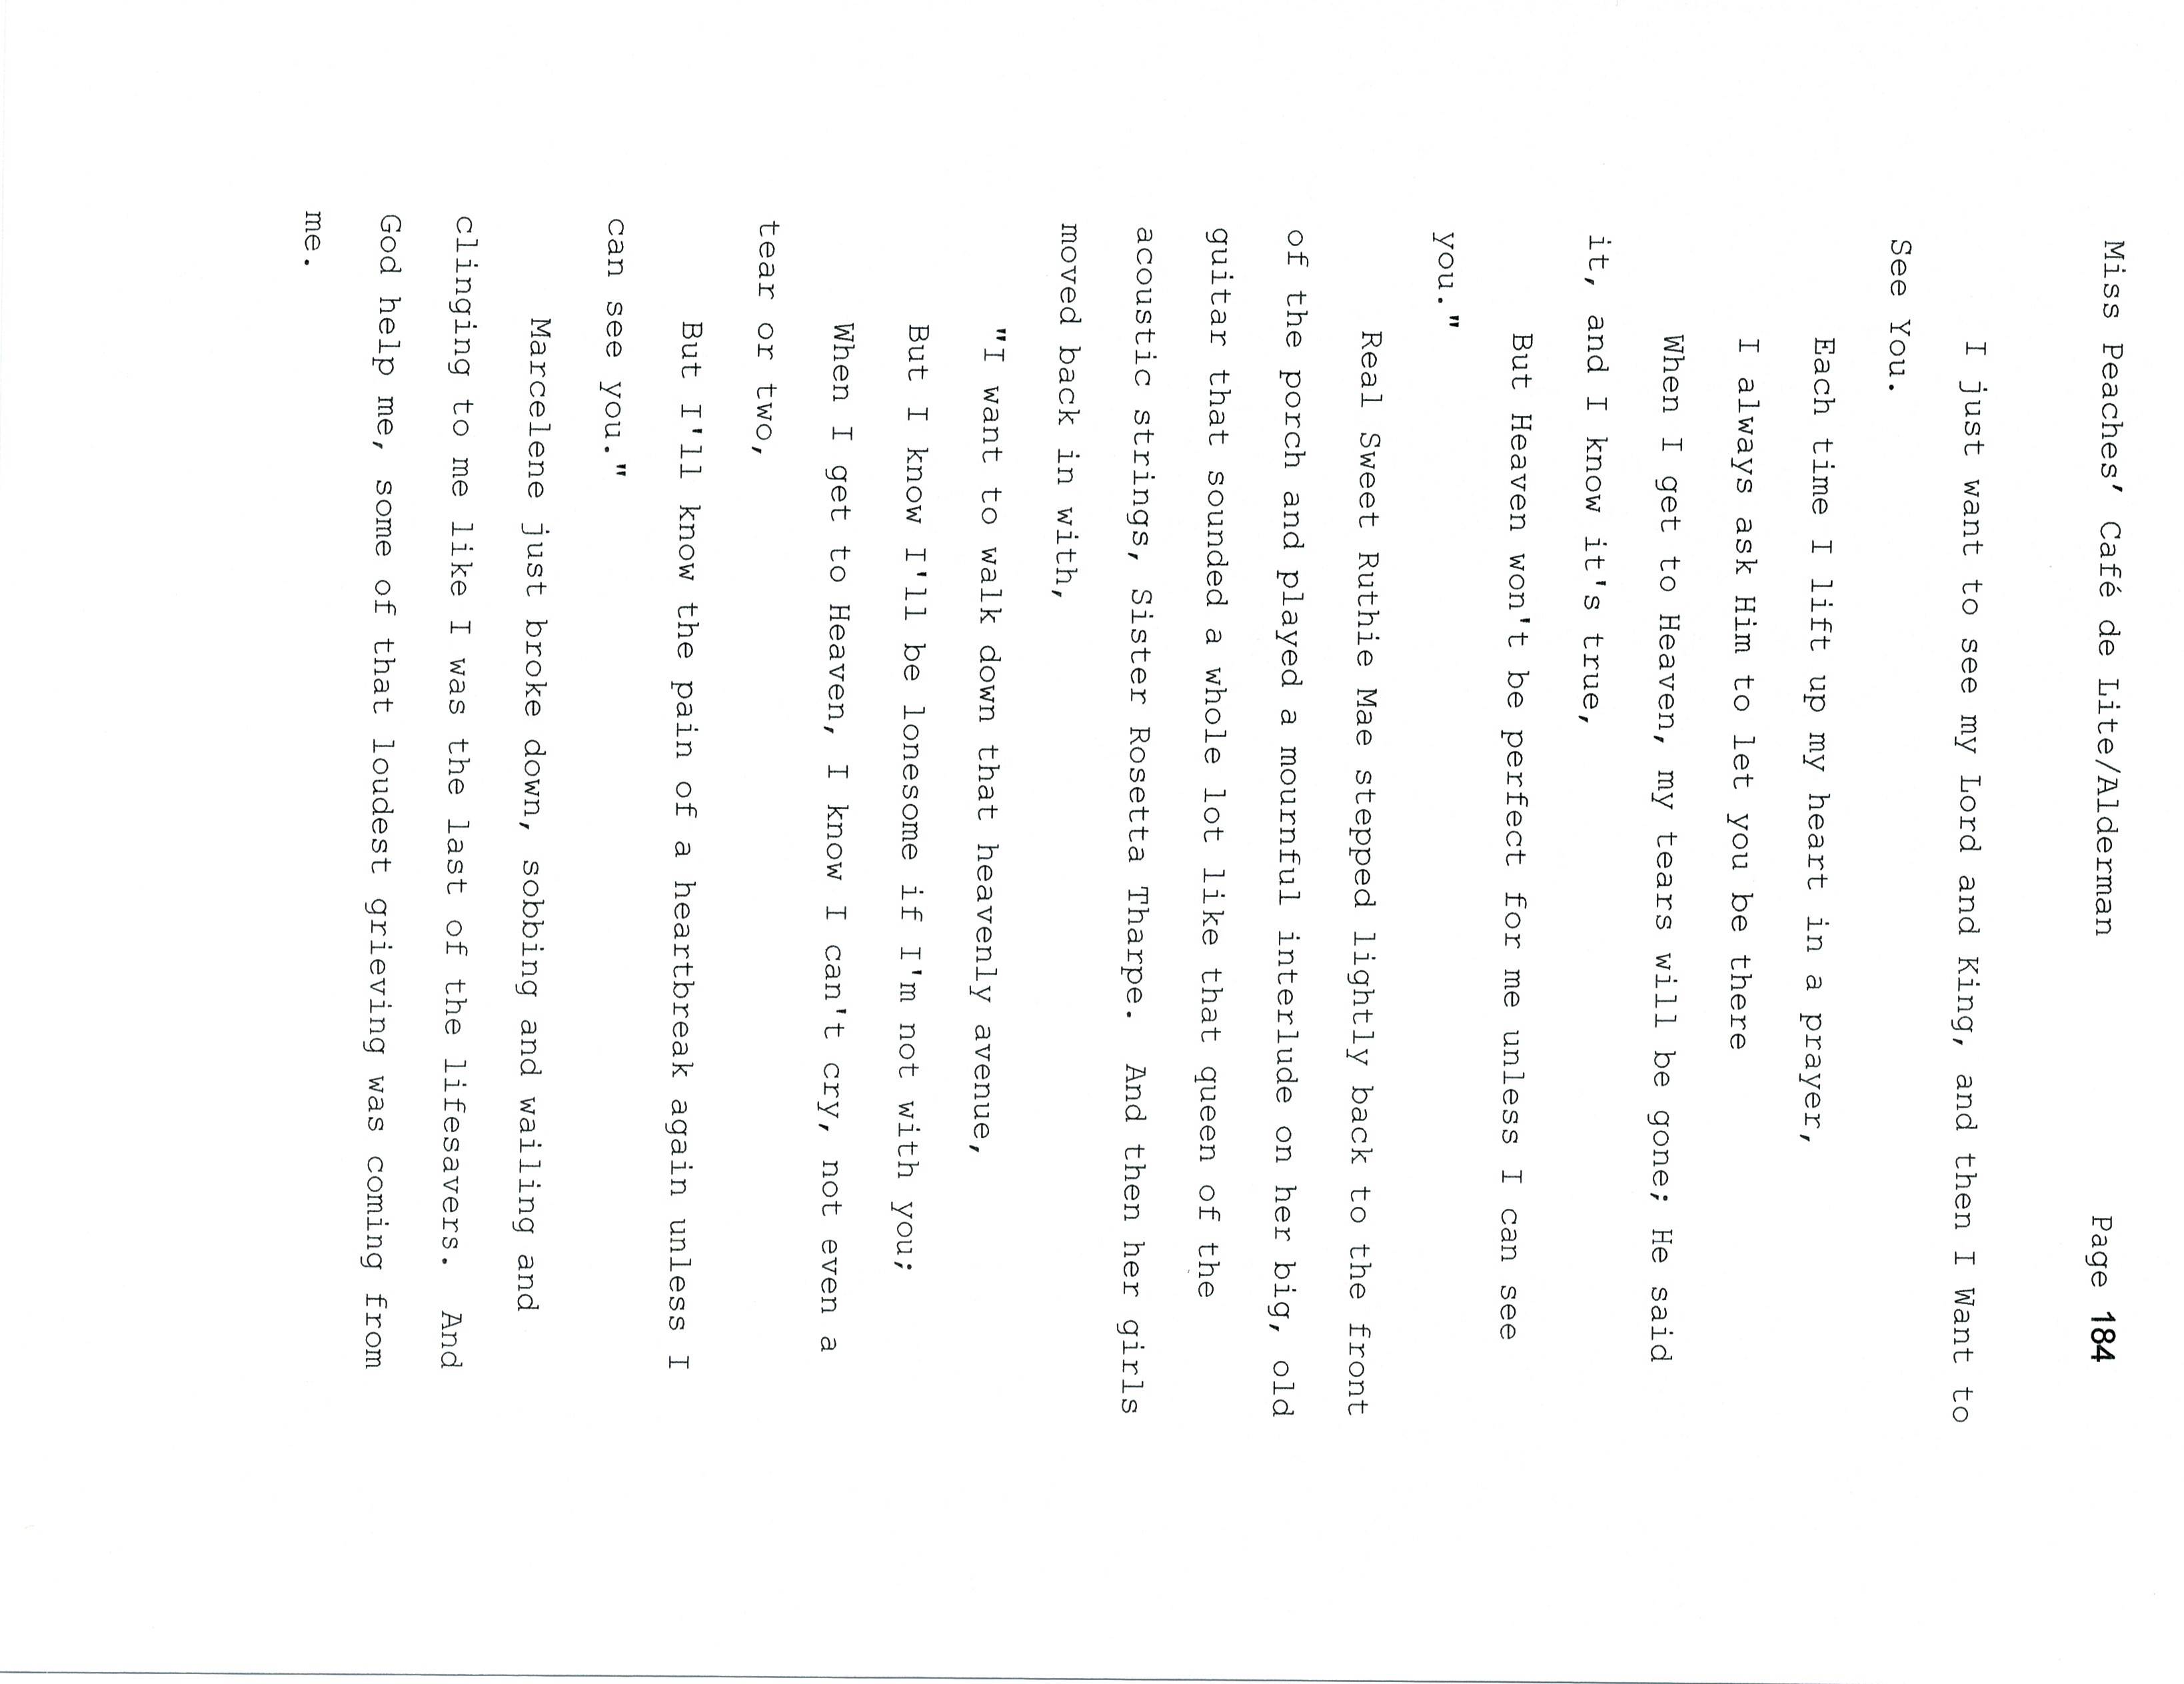 Miss Peaches’ Café de Lite/Alderman Page 184
I just want to see my Lord and King, and then I Want to
See You.
Each time I lift up my heart in a prayer,
I always ask Him to let you be there
When I get to Heaven, my tears will be gone; He said
it, and I know it's true,
But Heaven won't be perfect for me unless I can see
you."
Real Sweet Ruthie Mae stepped lightly back to the front
of the porch and played a mournful interlude on her big, old
guitar that sounded a whole lot like that queen of the
acoustic strings, Sister Rosetta Tharpe.  And then her girls
moved back in with,
"I want to walk down that heavenly avenue,
But I know I'll be lonesome if I'm not with you;
When I get to Heaven, I know I can't cry, not even a
tear or two,
But I'll know the pain of a heartbreak again unless I
can see you."
Marcelene just broke down, sobbing and wailing and
clinging to me like I was the last of the lifesavers.  And
God help me, some of that loudest grieving was coming from
me.